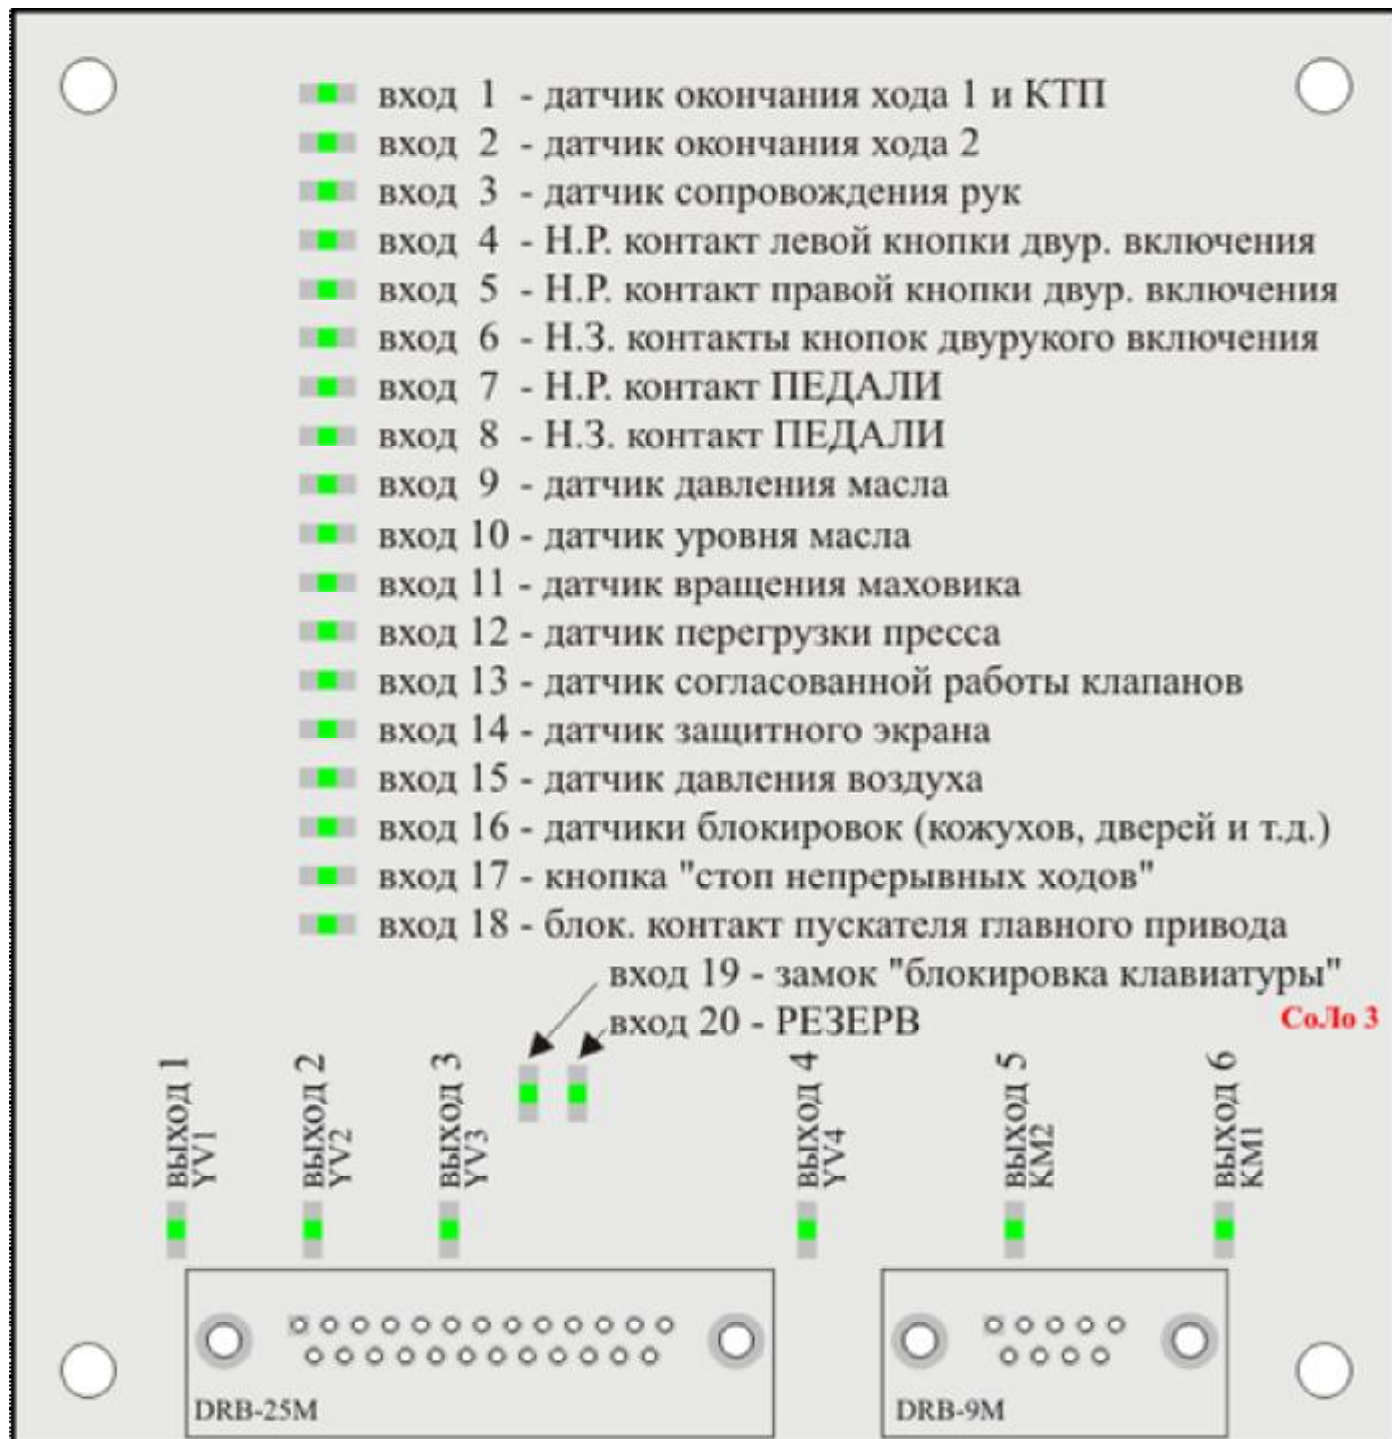 вход 1 - датчик окончания хода 1 и КТП
вход 2 - датчик окончания хода 2
вход 3 - датчик сопровождения рук
вход 4 - Н.Р. контакт левой кнопки двур. включения
вход 5 - Н.Р. контакт правой кнопки двур. включения
вход 6 - Н.З. контакты кнопок двурукого включения
вход 7 - Н.Р. контакт ПЕДАЛИ
вход 8 - Н.З. контакт ПЕДАЛИ
вход 9 - датчик давления масла
вход 10 - датчик уровня масла
вход 11 - датчик вращения маховика
вход 12 - датчик перегрузки пресса
вход 13 - датчик согласованной работы клапанов
вход 14 - датчик защитного экрана
вход 15 - датчик давления воздуха
вход 16 - датчики блокировок (кожухов, дверей и т.д.)
вход 17 - кнопка "стоп непрерывных ходов"
вход 18 - блок. контакт пускателя главного привода
вход 19 - замок "блокировка клавиатуры"
вход 20 - РЕЗЕРВ
СоЛо 3
выход 1
YV1
выход 2
YV2
выход 3
YV3
выход 4
YV4
выход 5
КМ2
выход 6
КМ1
DRB-25M
DRB-9M